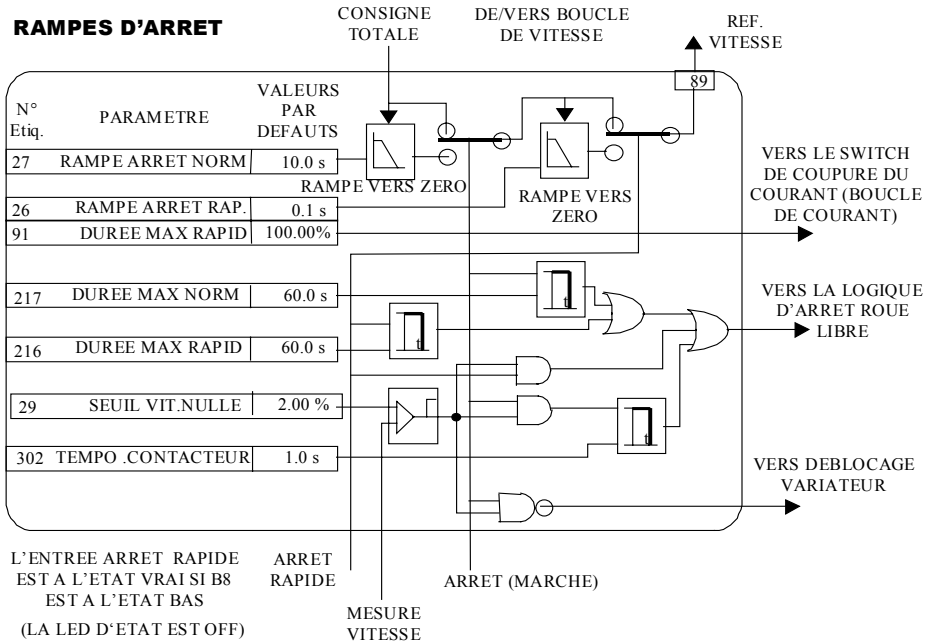 RAMPES D'ARRET
CONSIGNE
TOTALE
DE/VERS BOUCLE
DE VITESSE
REF.
VITESSE
89
N°
Etiq.
PARAMETRE
VALEURS
PAR
DEFAUTS
27 RAMPE ARRET NORM 10.0 s
RAMPE VERS ZERO
RAMPE VERS
ZERO
26 RAMPE ARRET RAP. 0.1 s
91 DUREE MAX RAPID 100.00%
VERS LE SWITCH
DE COUPURE DU
COURANT (BOUCLE
DE COURANT)
217 DUREE MAX NORM 60.0 s
t
216 DUREE MAX RAPID 60.0 s
t
VERS LA LOGIQUE
D'ARRET ROUE
LIBRE
29 SEUIL VIT.NULLE 2.00 %
t
302 TEMPO .CONTACTEUR 1.0 s
VERS DEBLOCAGE
VARIATEUR
L'ENTREE ARRET RAPIDE
EST A L'ETAT VRAI SI B8
EST A L'ETAT BAS
(LA LED D'ETAT EST OFF)
ARRET
RAPIDE
MESURE
VITESSE
ARRET (MARCHE)